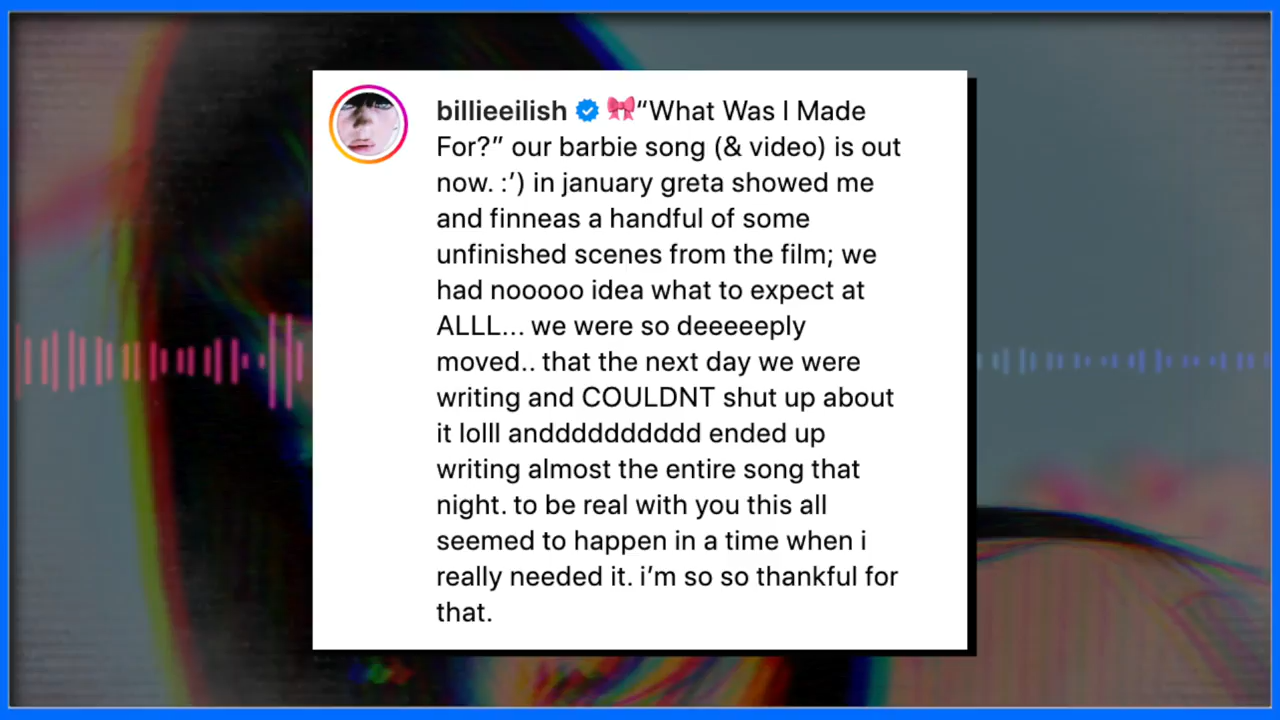 billieeilish 🎀“What Was I Made
For?” our barbie song (& video) is out
now. :’) in january greta showed me
and finneas a handful of some
unfinished scenes from the film; we
had nooooo idea what to expect at
ALLL... we were so deeeeeply
moved.. that the next day we were
writing and COULDNT shut up about
it lolll andddddddddd ended up
writing almost the entire song that
night. to be real with you this all
seemed to happen in a time when i
really needed it. i’m so so thankful for
that.